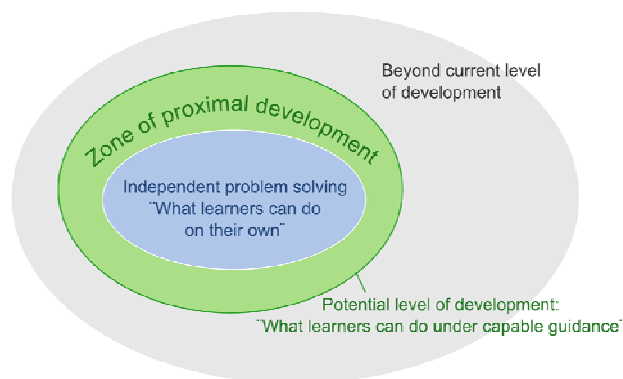 Beyond current level
of development
Zone of proximal development
Independent problem solving
¨What learners can do
on their own¨
Potential level of development:
¨What learners can do under capable guidance¨